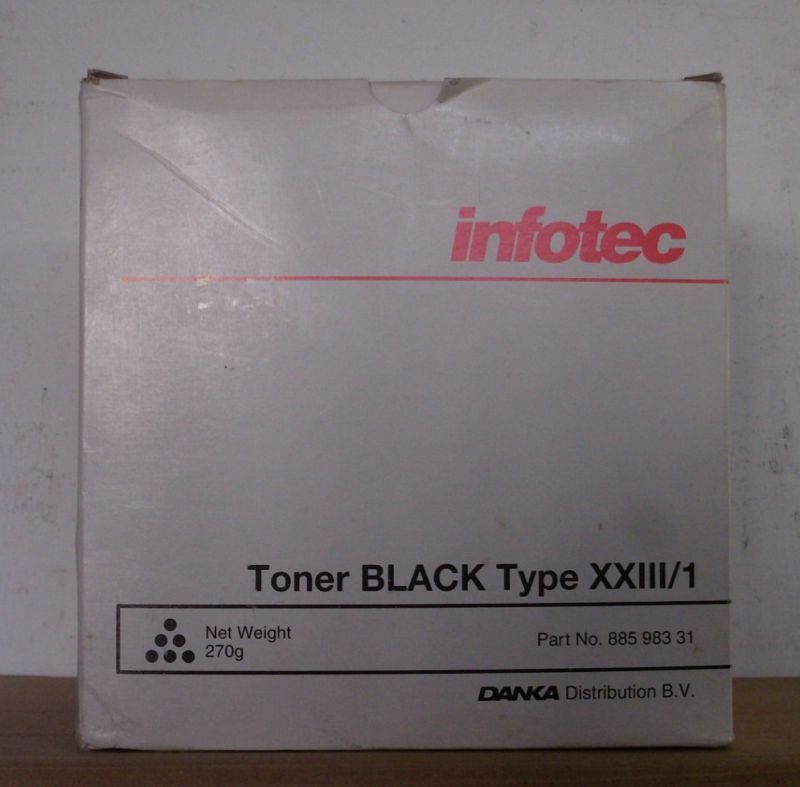 infotec
Toner BLACK Type XXIII/1
Net Weight
270g
Part No. 885 983 31
DANKA Distribution B.V.